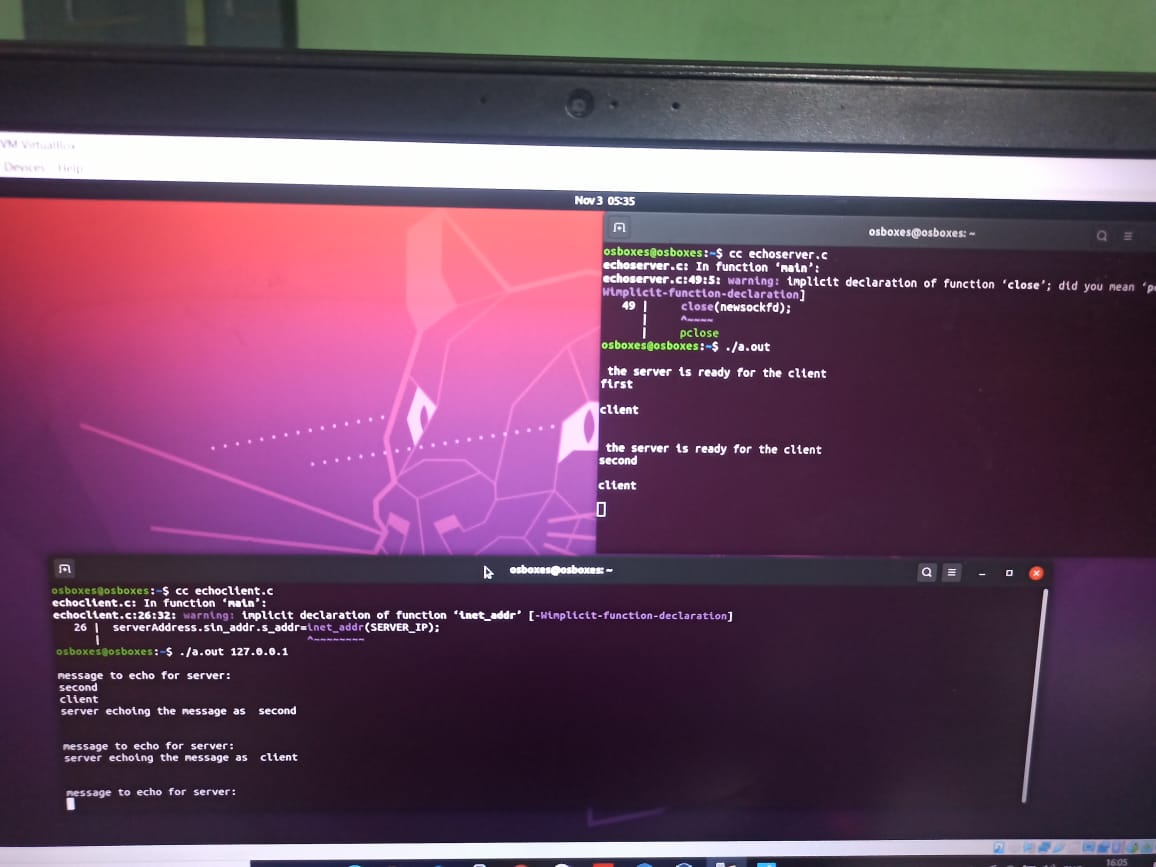 VM VirtualBox
Devices Help
Nov 3 05:35
osboxes@osboxes: ~
osboxes@osboxes:~$ cc echoserver.c
echoserver.c: In function ‘main’:
echoserver.c:49:5: warning: implicit declaration of function ‘close’; did you mean ‘p
Wimplicit-function-declaration]
49 | close(newsockfd);
| ^~~~~
| pclose
osboxes@osboxes:~$ ./a.out
the server is ready for the client
first
client
the server is ready for the client
second
client
osboxes@osboxes: ~
osboxes@osboxes:~$ cc echoclient.c
echoclient.c: In function ‘main’:
echoclient.c:26:32: warning: implicit declaration of function ‘inet_addr’ [-Wimplicit-function-declaration]
26 | serverAddress.sin_addr.s_addr=inet_addr(SERVER_IP);
| ^~~~~~~~~
osboxes@osboxes:~$ ./a.out 127.0.0.1
message to echo for server:
second
client
server echoing the message as second
message to echo for server:
server echoing the message as client
message to echo for server:
16:05